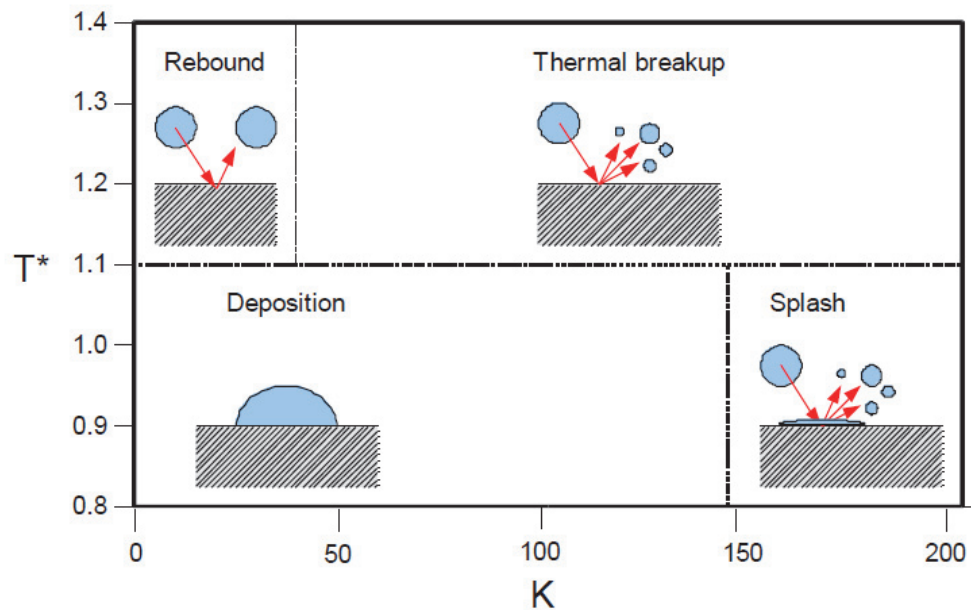 1.4
Rebound
Thermal breakup
1.3
1.2
T*
1.1
Deposition
Splash
1.0
0.9
0.8
0
50
100
150
200
K